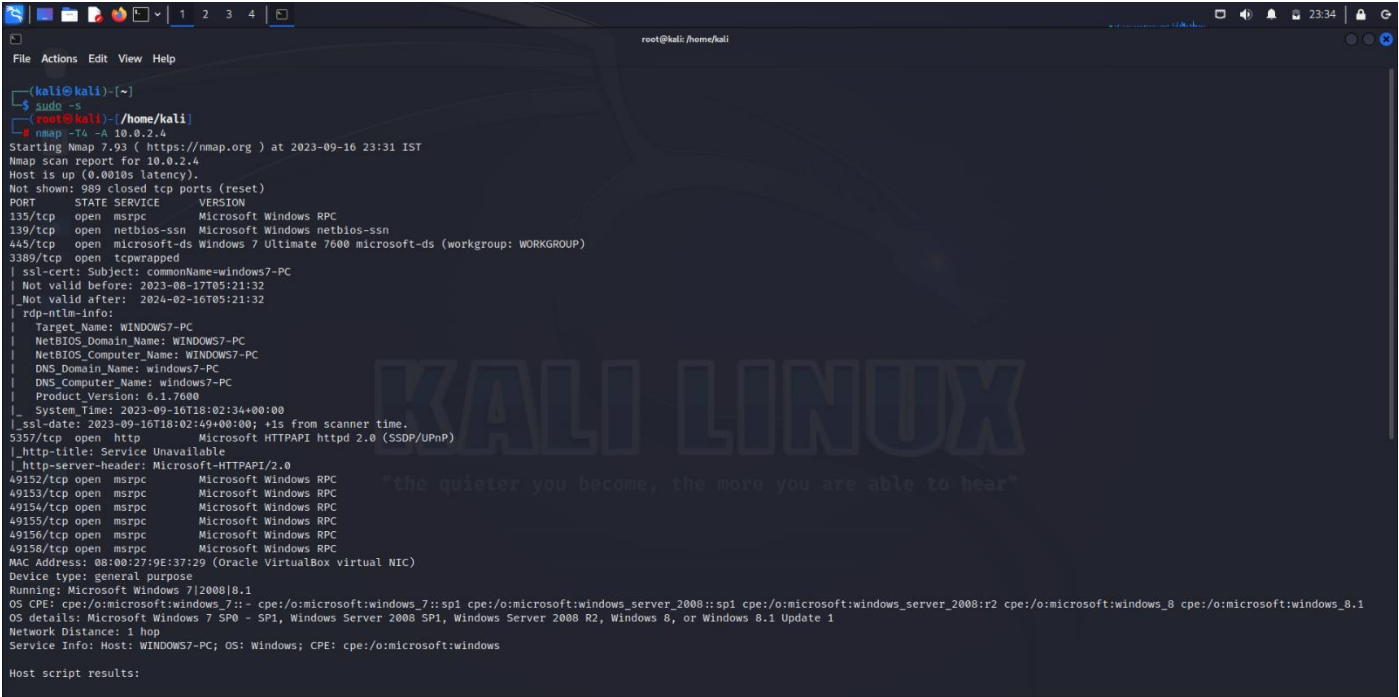 1 2 3 4
23:34
root@kali: /home/kali
File Actions Edit View Help
┌──(kali㉿kali)-[~]
└─$ sudo -s
┌──(root㉿kali)-[/home/kali]
└─# nmap -T4 -A 10.0.2.4
Starting Nmap 7.93 ( https://nmap.org ) at 2023-09-16 23:31 IST
Nmap scan report for 10.0.2.4
Host is up (0.0010s latency).
Not shown: 989 closed tcp ports (reset)
PORT      STATE SERVICE      VERSION
135/tcp   open  msrpc        Microsoft Windows RPC
139/tcp   open  netbios-ssn  Microsoft Windows netbios-ssn
445/tcp   open  microsoft-ds Windows 7 Ultimate 7600 microsoft-ds (workgroup: WORKGROUP)
3389/tcp  open  tcpwrapped
| ssl-cert: Subject: commonName=windows7-PC
| Not valid before: 2023-08-17T05:21:32
|_Not valid after:  2024-02-16T05:21:32
| rdp-ntlm-info:
|   Target_Name: WINDOWS7-PC
|   NetBIOS_Domain_Name: WINDOWS7-PC
|   NetBIOS_Computer_Name: WINDOWS7-PC
|   DNS_Domain_Name: windows7-PC
|   DNS_Computer_Name: windows7-PC
|   Product_Version: 6.1.7600
|_  System_Time: 2023-09-16T18:02:34+00:00
|_ssl-date: 2023-09-16T18:02:49+00:00; +1s from scanner time.
5357/tcp  open  http         Microsoft HTTPAPI httpd 2.0 (SSDP/UPnP)
|_http-title: Service Unavailable
|_http-server-header: Microsoft-HTTPAPI/2.0
49152/tcp open  msrpc        Microsoft Windows RPC
49153/tcp open  msrpc        Microsoft Windows RPC
49154/tcp open  msrpc        Microsoft Windows RPC
49155/tcp open  msrpc        Microsoft Windows RPC
49156/tcp open  msrpc        Microsoft Windows RPC
49158/tcp open  msrpc        Microsoft Windows RPC
MAC Address: 08:00:27:9E:37:29 (Oracle VirtualBox virtual NIC)
Device type: general purpose
Running: Microsoft Windows 7|2008|8.1
OS CPE: cpe:/o:microsoft:windows_7::- cpe:/o:microsoft:windows_7::sp1 cpe:/o:microsoft:windows_server_2008::sp1 cpe:/o:microsoft:windows_server_2008:r2 cpe:/o:microsoft:windows_8 cpe:/o:microsoft:windows_8.1
OS details: Microsoft Windows 7 SP0 - SP1, Windows Server 2008 SP1, Windows Server 2008 R2, Windows 8, or Windows 8.1 Update 1
Network Distance: 1 hop
Service Info: Host: WINDOWS7-PC; OS: Windows; CPE: cpe:/o:microsoft:windows
Host script results:
KALI LINUX
"the quieter you become, the more you are able to hear"